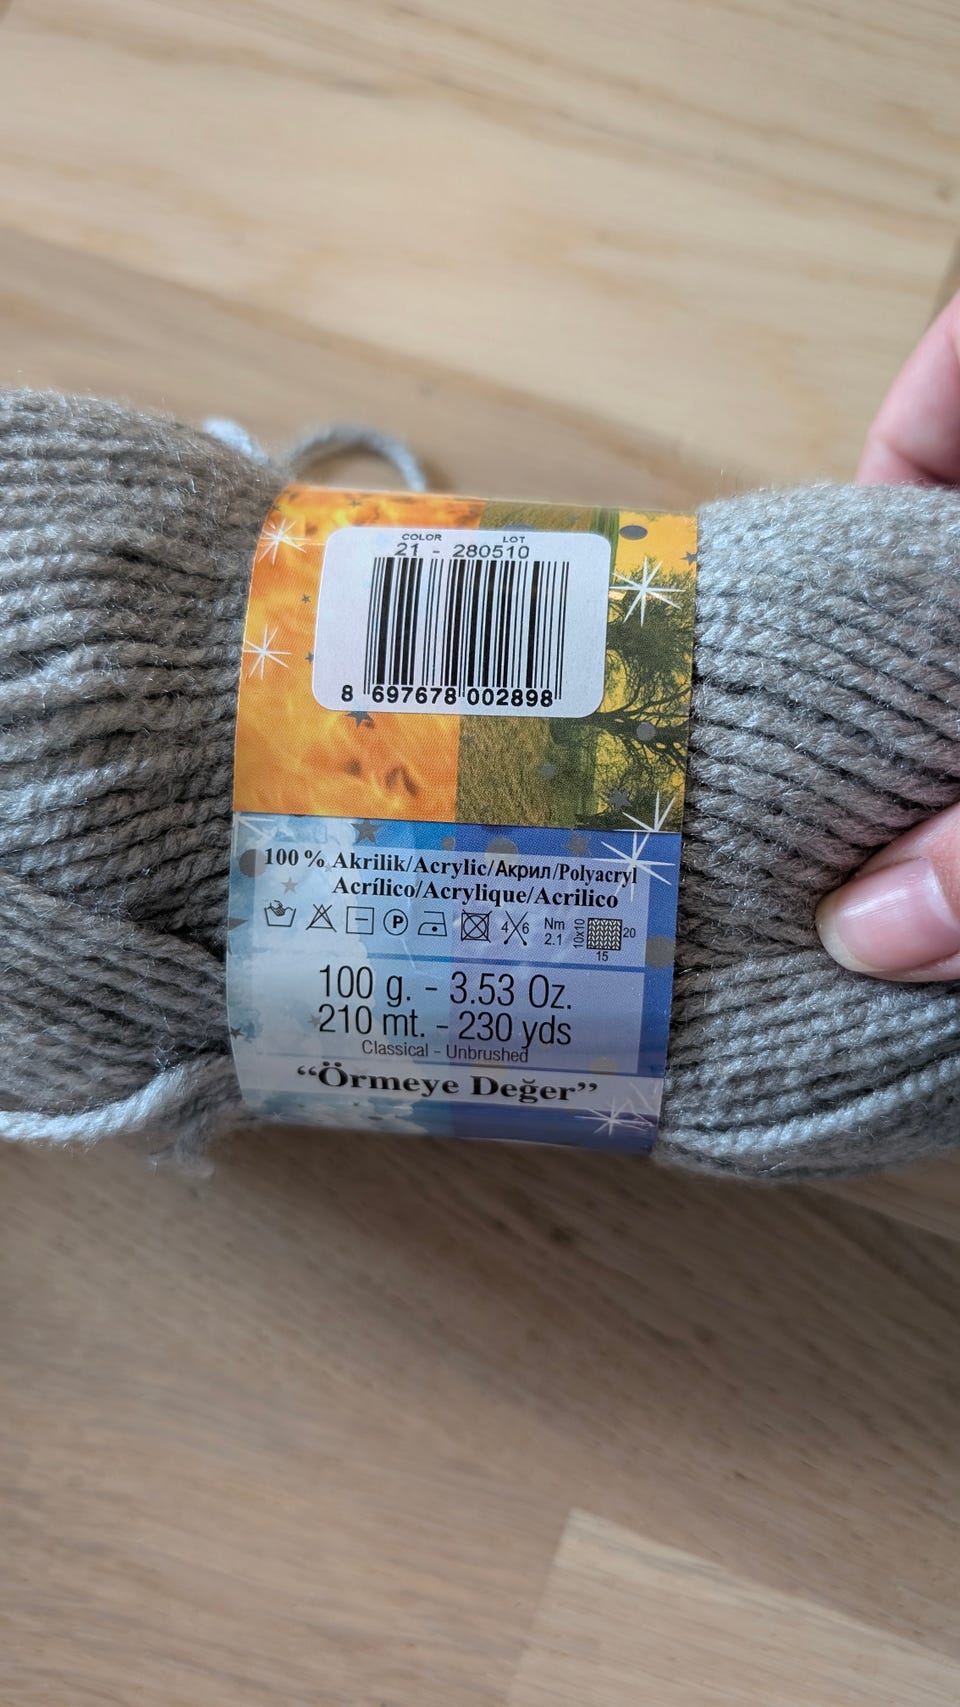 COLOR LOT
21 - 280510
8 697678 002898
100 % Akrilik/Acrylic/Акрил/Polyacryl
Acrílico/Acrylique/Acrilico
P 4 6 Nm 2.1 10x10 20 15
100 g. - 3.53 Oz.
210 mt. - 230 yds
Classical - Unbrushed
“Örmeye Değer”